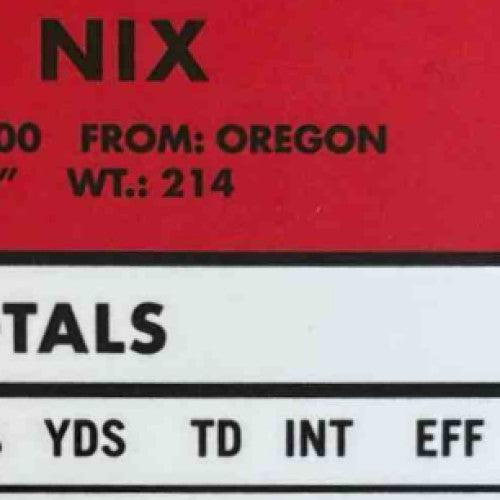 NIX
00 FROM: OREGON
" WT.: 214
TALS
YDS TD INT EFF